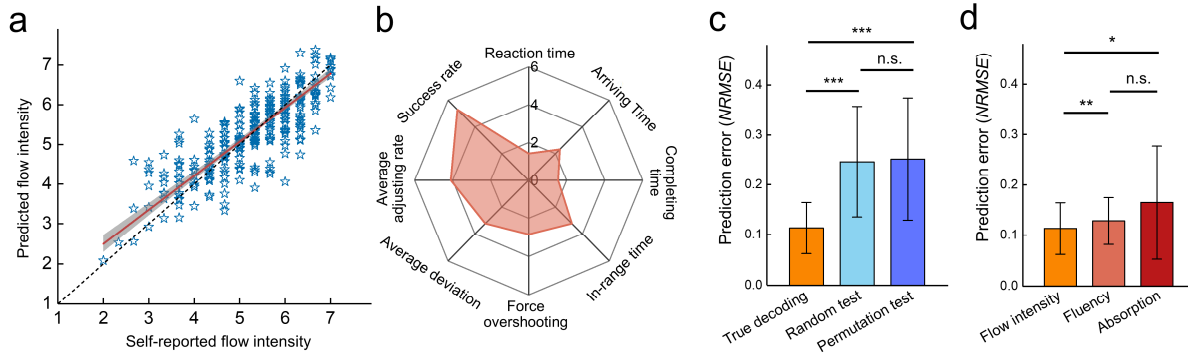 a
Predicted flow intensity
7
6
5
4
3
2
1
1 2 3 4 5 6 7
Self-reported flow intensity
b
Reaction time
Arriving Time
Completing
time
In-range time
Force
overshooting
Average deviation
Average
adjusting rate
Success rate
6
4
2
0
c
Prediction error (NRMSE)
0.4
0.3
0.2
0.1
0.0
***
n.s.
***
True decoding
Random test
Permutation test
d
Prediction error (NRMSE)
0.4
0.3
0.2
0.1
0.0
*
n.s.
**
Flow intensity
Fluency
Absorption